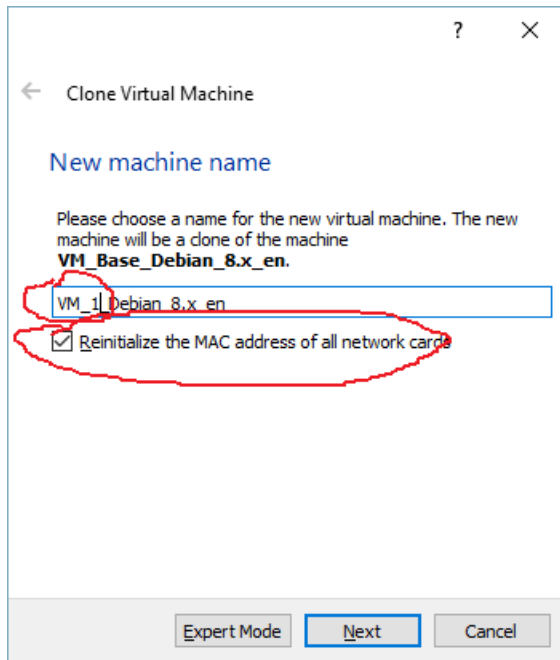 ?
Clone Virtual Machine
New machine name
Please choose a name for the new virtual machine. The new
machine will be a clone of the machine
VM_Base_Debian_8.x_en.
VM_1_Debian_8.x_en
Reinitialize the MAC address of all network cards
Expert Mode Next Cancel